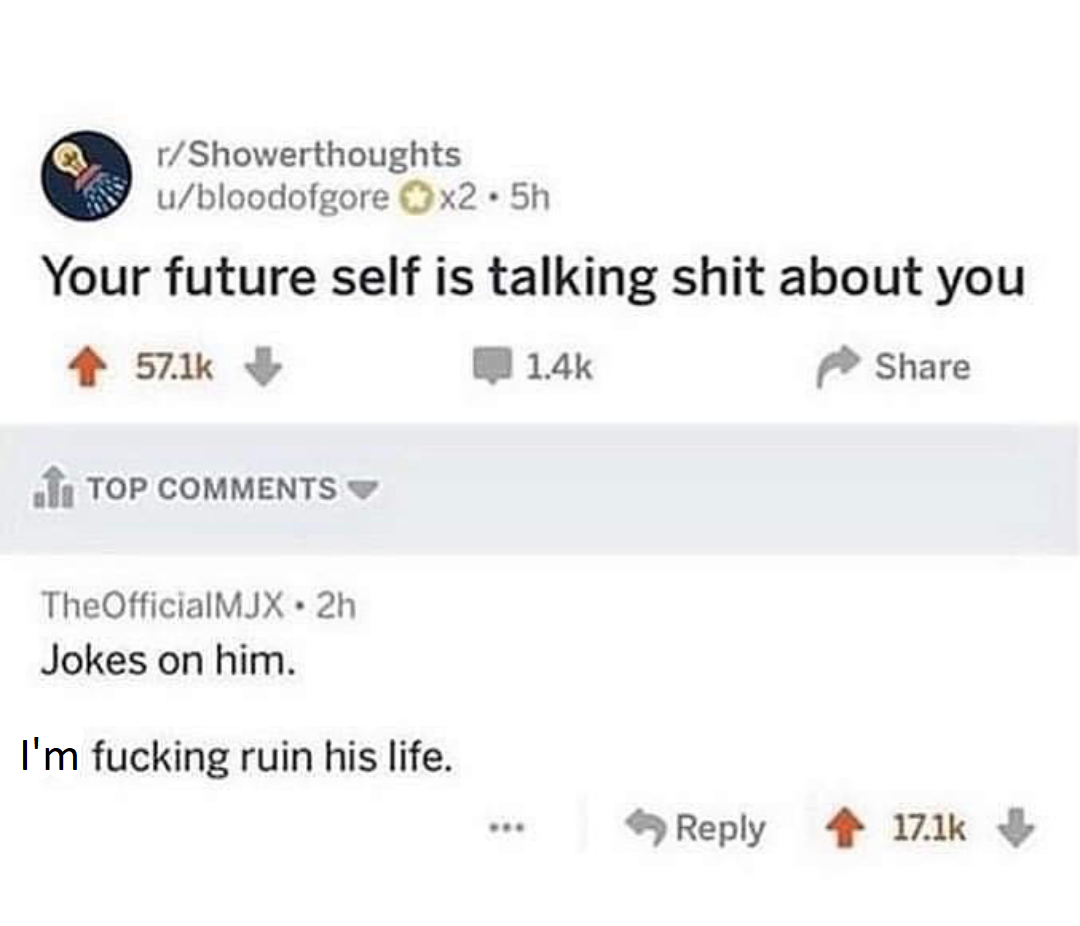 r/Showerthoughts
u/bloodofgore x2 • 5h
Your future self is talking shit about you
57.1k 1.4k Share
TOP COMMENTS
TheOfficialMJX • 2h
Jokes on him.
I'm fucking ruin his life.
... Reply 17.1k